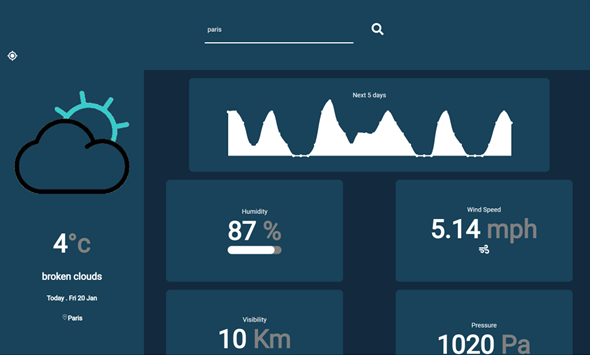 paris
Next 5 days
4°c
broken clouds
Today . Fri 20 Jan
Paris
Humidity
87 %
Wind Speed
5.14 mph
Visibility
10 Km
Pressure
1020 Pa